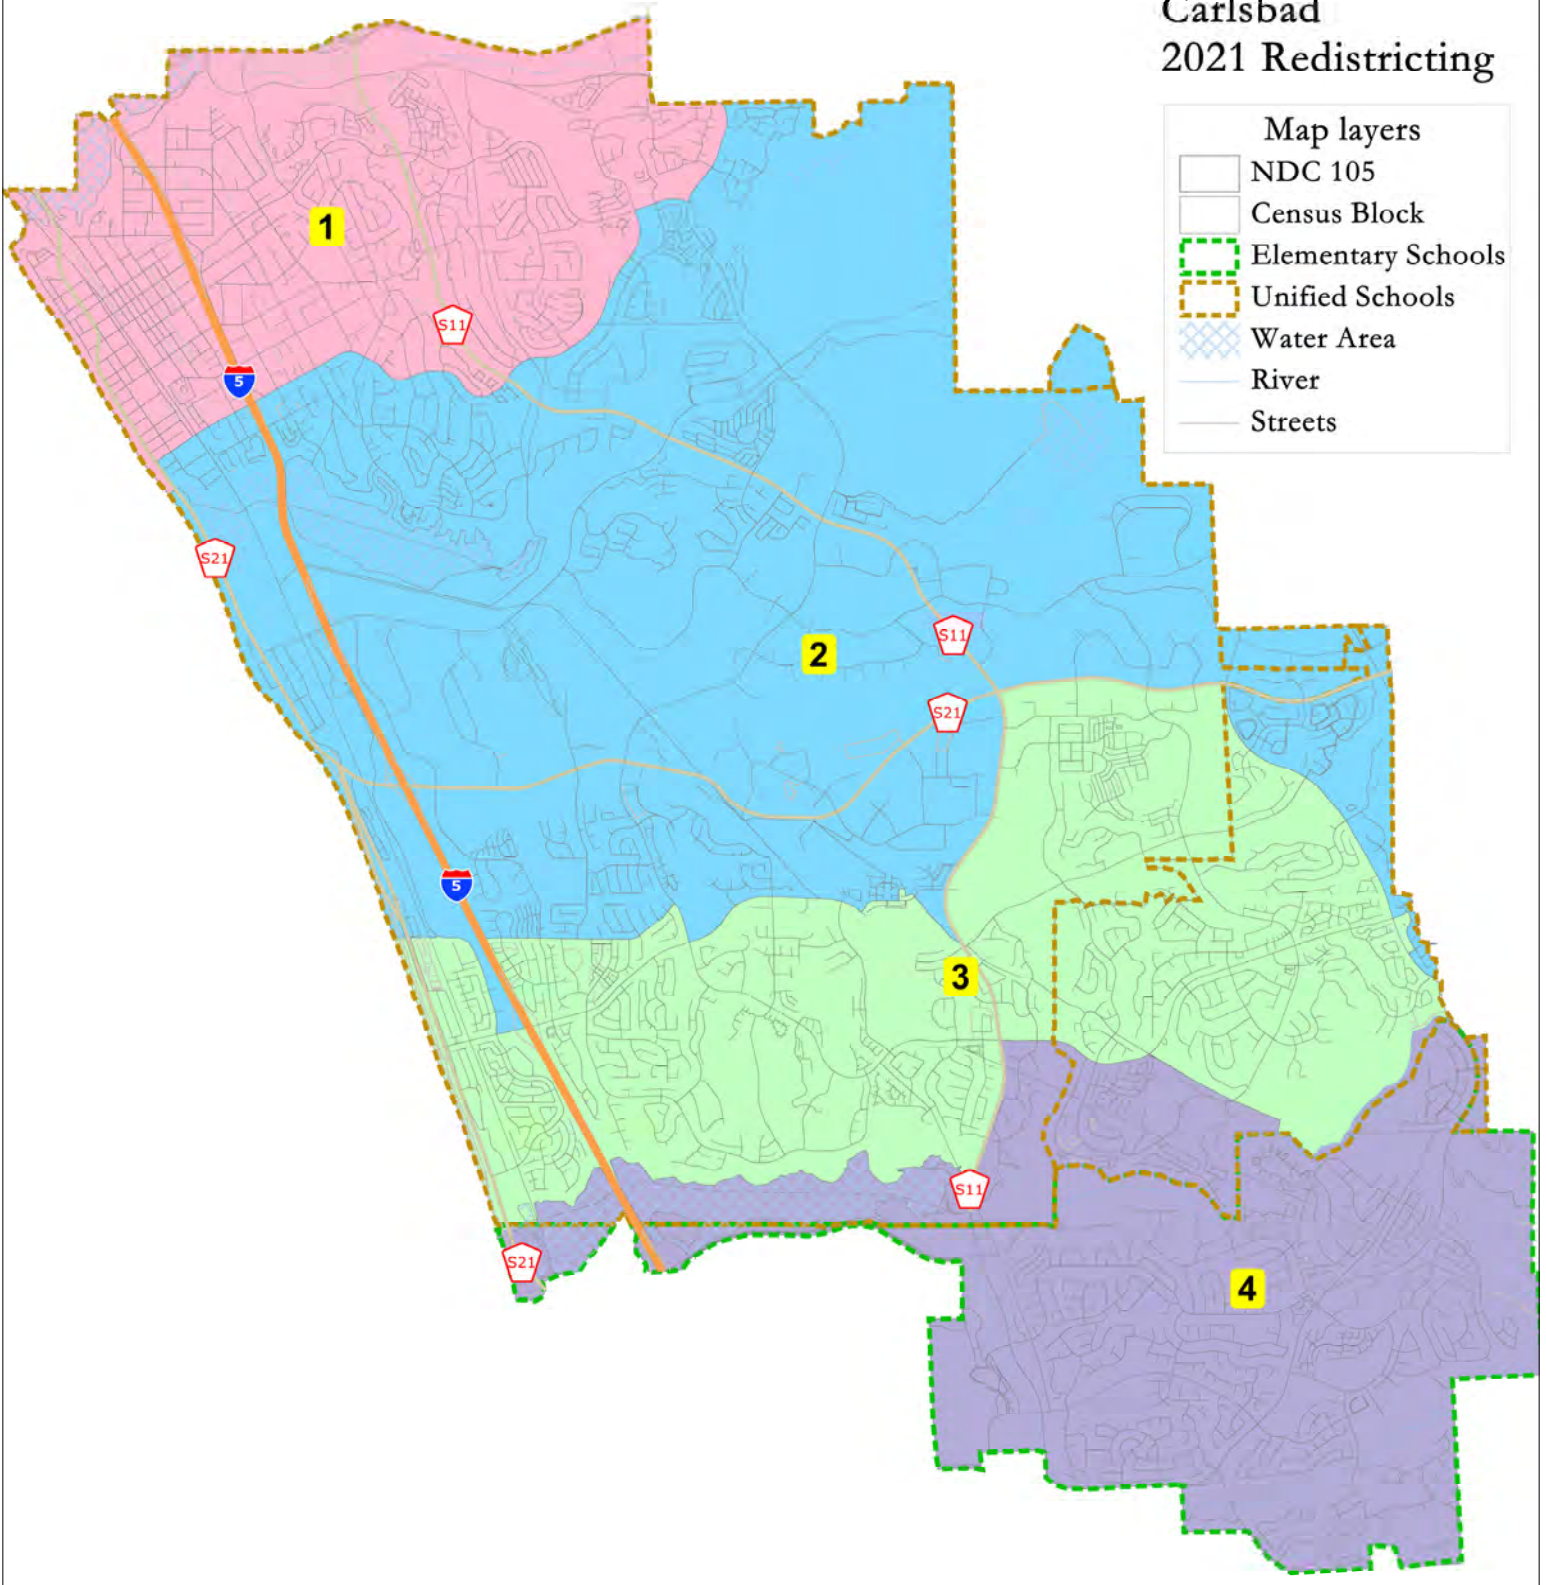 Carlsbad
2021 Redistricting
Map layers
NDC 105
Census Block
Elementary Schools
Unified Schools
Water Area
River
Streets
1
S11
5
S21
2
S11
S21
5
3
S11
S21
4